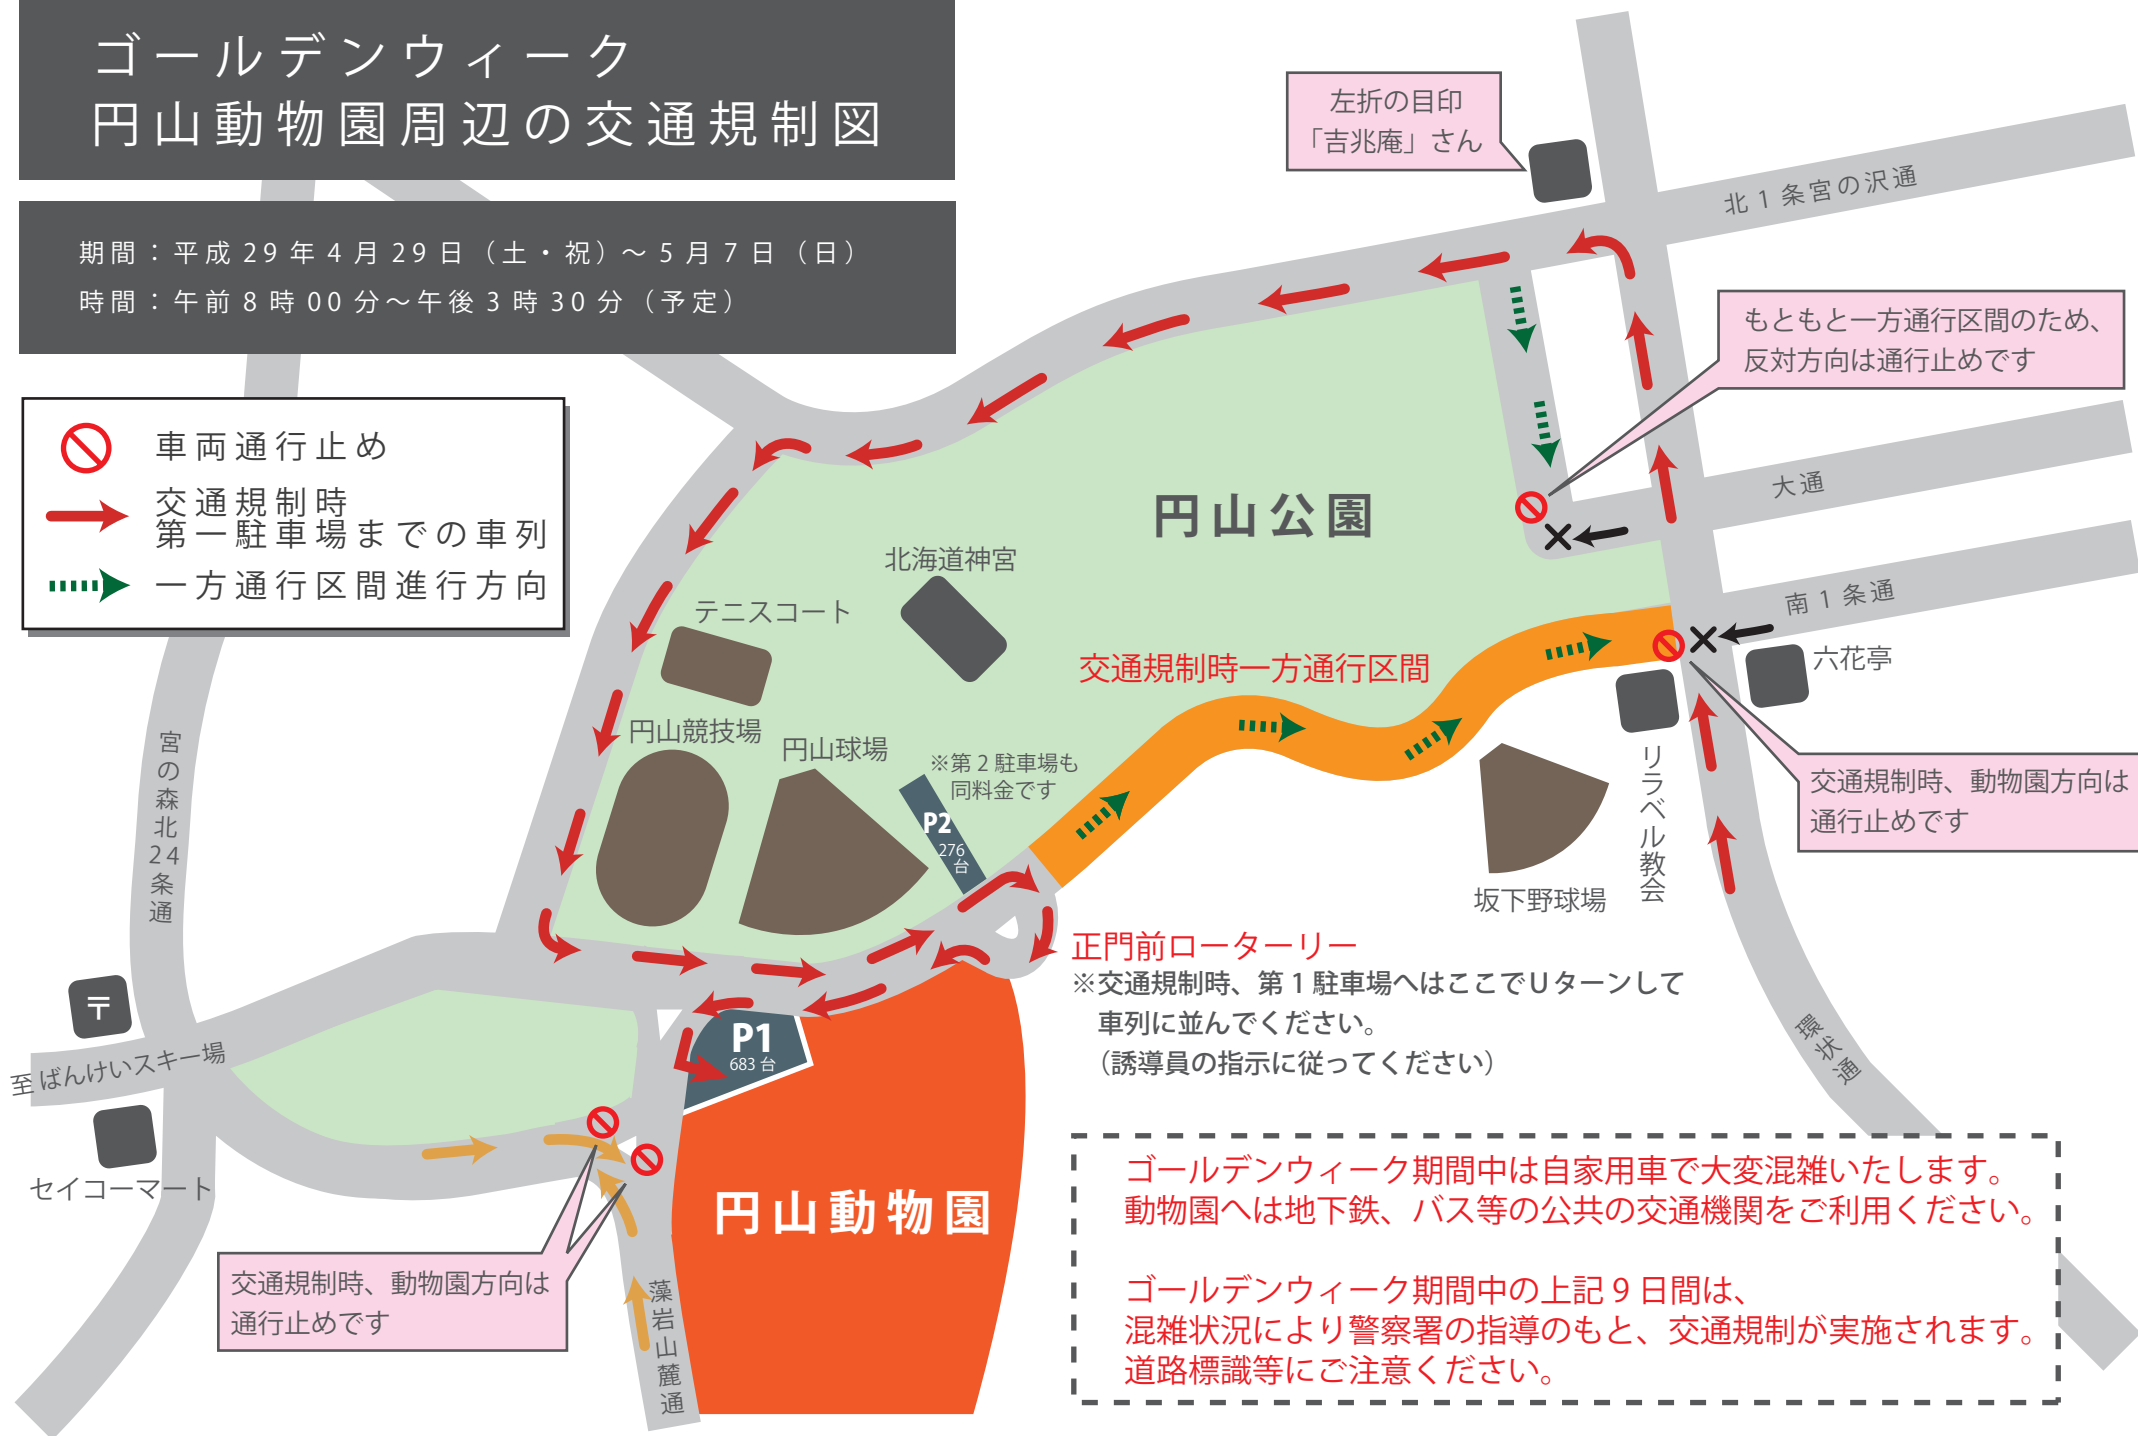 ゴールデンウィーク
円山動物園周辺の交通規制図
期間：平成29年4月29日（土・祝）～5月7日（日）
時間：午前8時00分～午後3時30分（予定）
車両通行止め
交通規制時
第一駐車場までの車列
一方通行区間進行方向
左折の目印
「吉兆庵」さん
北1条宮の沢通
もともと一方通行区間のため、
反対方向は通行止めです
大通
南1条通
六花亭
円山公園
北海道神宮
テニスコート
交通規制時一方通行区間
円山競技場
円山球場
※第2駐車場も
同料金です
P2
276
台
リラベル教会
交通規制時、動物園方向は
通行止めです
坂下野球場
宮の森北24条通
正門前ローターリー
※交通規制時、第1駐車場へはここでUターンして
車列に並んでください。
（誘導員の指示に従ってください）
環状通
〒
至ばんけいスキー場
セイコーマート
P1
683台
円山動物園
交通規制時、動物園方向は
通行止めです
藻岩山麓通
ゴールデンウィーク期間中は自家用車で大変混雑いたします。
動物園へは地下鉄、バス等の公共の交通機関をご利用ください。
ゴールデンウィーク期間中の上記9日間は、
混雑状況により警察署の指導のもと、交通規制が実施されます。
道路標識等にご注意ください。